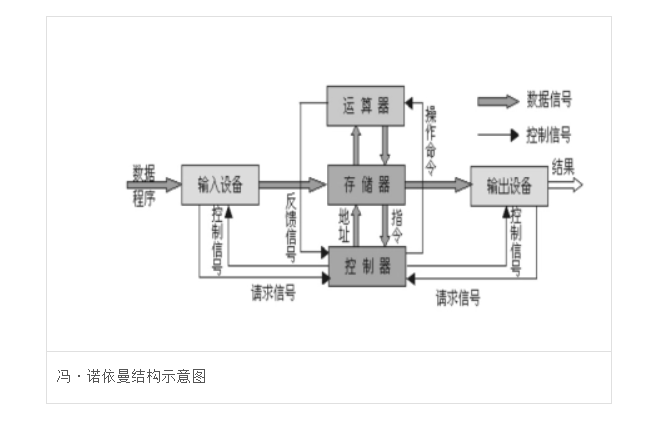 运算器
数据信号
控制信号
操作命令
数据
程序
输入设备
存储器
输出设备
结果
控制信号
反馈信号
地址
指令
控制信号
控制器
请求信号
请求信号
冯·诺依曼结构示意图